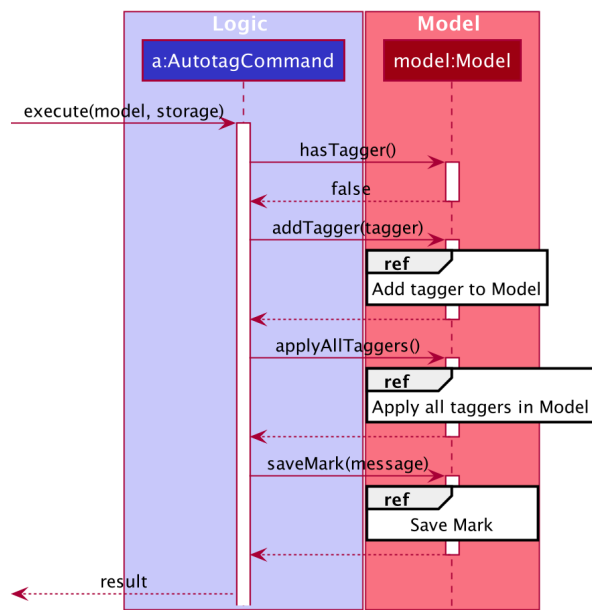 Logic
Model
a:AutotagCommand
model:Model
execute(model, storage)
hasTagger()
false
addTagger(tagger)
ref
Add tagger to Model
applyAllTaggers()
ref
Apply all taggers in Model
saveMark(message)
ref
Save Mark
result